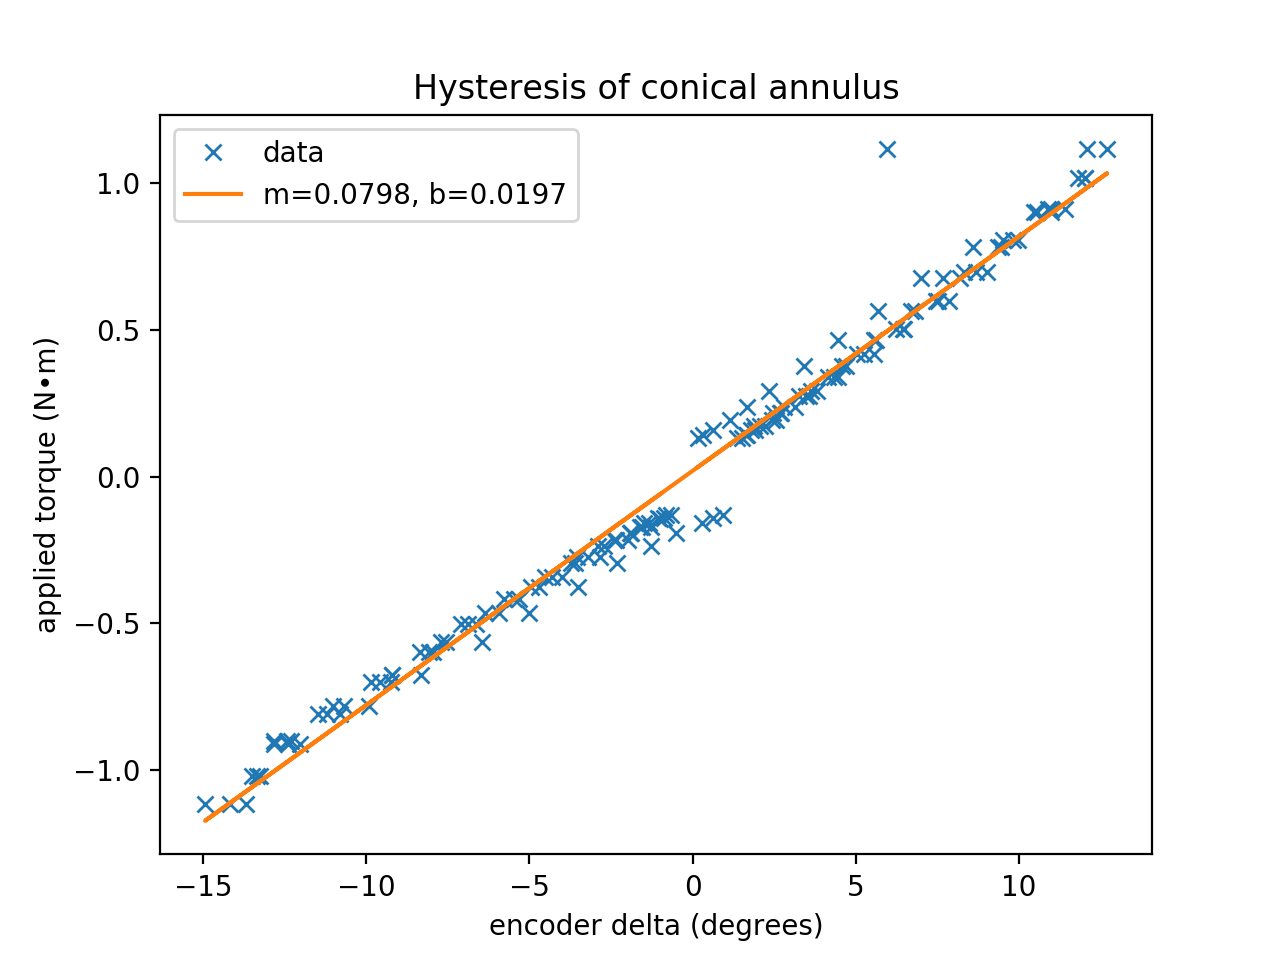 Hysteresis of conical annulus
data
m=0.0798, b=0.0197
1.0
0.5
0.0
−0.5
−1.0
applied torque (N•m)
−15 −10 −5 0 5 10
encoder delta (degrees)